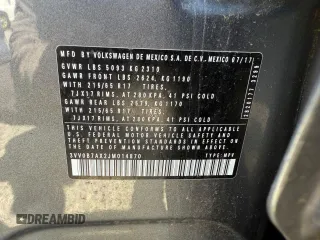 MFD BY VOLKSWAGEN DE MEXICO S.A. DE C.V. MEXICO 07/17
GVWR LBS 5093 KG 2310
GAWR FRONT LBS 2624, KG 1190
WITH 215/65 R17 TIRES,
7JX17 RIMS, AT 280 KPA, 41 PSI COLD
GAWR REAR LBS 2579, KG 1170
WITH 215/65 R17 TIRES,
7JX17 RIMS, AT 280 KPA, 41 PSI COLD
THIS VEHICLE CONFORMS TO ALL APPLICABLE FEDERAL
MOTOR VEHICLE SAFETY, BUMPER, AND THEFT PREVENTION
STANDARDS IN EFFECT ON THE DATE OF MANUFACTURE
SHOWN ABOVE.
TYPE: MPV
DREAMBID